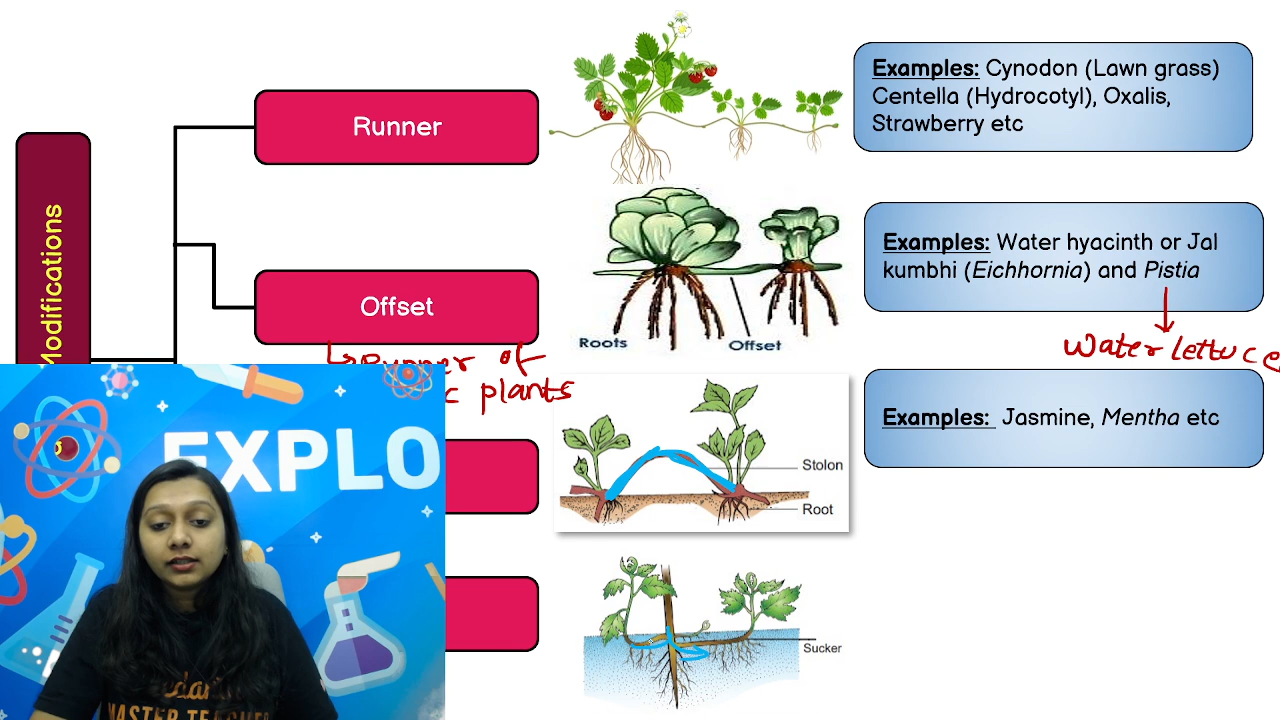 Modifications
Runner
Examples: Cynodon (Lawn grass)
Centella (Hydrocotyl), Oxalis,
Strawberry etc
Offset
Roots
Offset
Examples: Water hyacinth or Jal
kumbhi (Eichhornia) and Pistia
Water lettuce
Runner of
plants
Stolon
Root
Examples: Jasmine, Mentha etc
Sucker
EXPLO
MASTER TEACHER